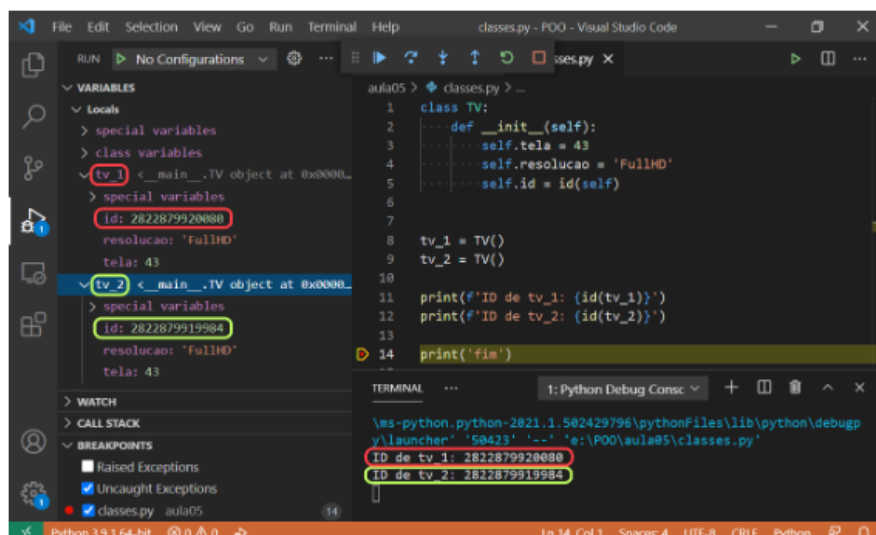 File Edit Selection View Go Run Terminal Help classes.py - POO - Visual Studio Code
RUN No Configurations
VARIABLES
Locals
special variables
class variables
tv_1 <__main__.TV object at 0x0000…
special variables
id: 2822879920080
resolucao: 'FullHD'
tela: 43
tv_2 <__main__.TV object at 0x0000…
special variables
id: 2822879919984
resolucao: 'FullHD'
tela: 43
WATCH
CALL STACK
BREAKPOINTS
Raised Exceptions
Uncaught Exceptions
classes.py aula05 14
sses.py
aula05 > classes.py > ...
1 class TV:
2 def __init__(self):
3 self.tela = 43
4 self.resolucao = 'FullHD'
5 self.id = id(self)
6
7
8 tv_1 = TV()
9 tv_2 = TV()
10
11 print(f'ID de tv_1: {id(tv_1)}')
12 print(f'ID de tv_2: {id(tv_2)}')
13
14 print('fim')
TERMINAL ... 1: Python Debug Consc
\ms-python.python-2021.1.502429796\pythonFiles\lib\python\debugp
y\launcher' '50423' '--' 'e:\POO\aula05\classes.py'
ID de tv_1: 2822879920080
ID de tv_2: 2822879919984
Python 3.9.1 64-bit 0 0 Ln 14, Col 1 Spaces: 4 UTF-8 CRLF Python